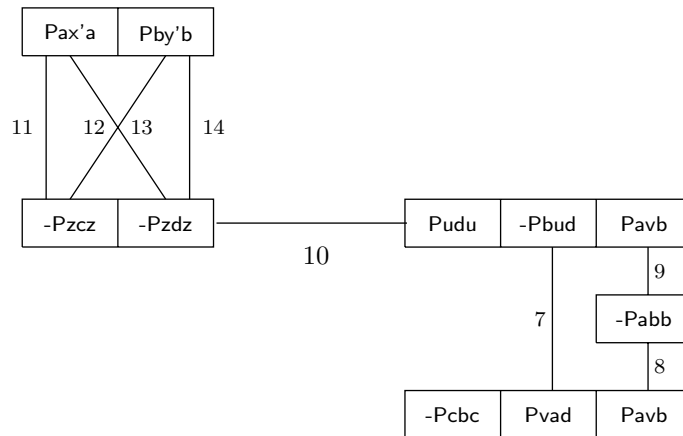 Pax'a Pby'b
11 12 13 14
-Pzcz -Pzdz Pudu -Pbud Pavb
10
9
7 -Pabb
8
-Pcbc Pvad Pavb